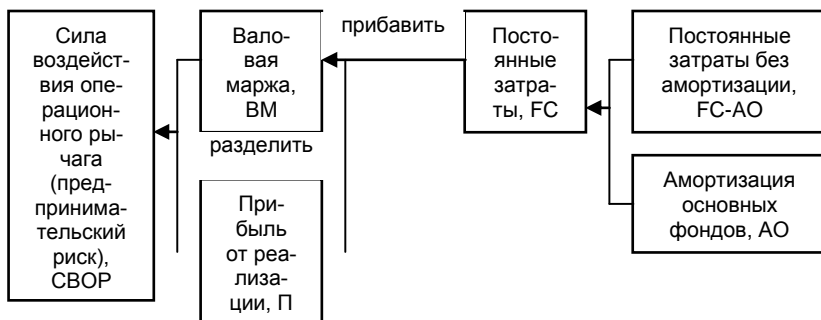 Сила
воздейст-
вия опе-
рацион-
ного ры-
чага
(пред-
принима-
тельский
риск),
СВОР
Вало-
вая
маржа,
ВМ
разделить
При-
быль
от реа-
лиза-
ции, П
прибавить
Посто-
янные
затра-
ты, FC
Постоянные
затраты без
амортизации,
FC-АО
Амортизация
основных
фондов, АО